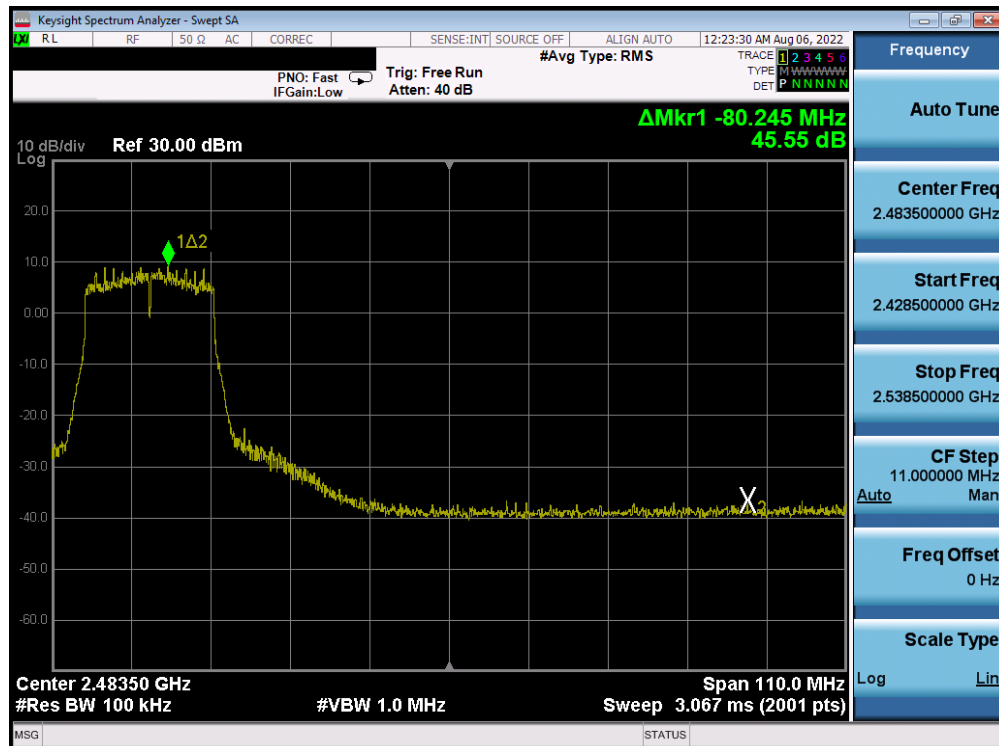 Keysight Spectrum Analyzer - Swept SA
LXI RL RF 50 Ω AC CORREC SENSE:INT SOURCE OFF ALIGN AUTO 12:23:30 AM Aug 06, 2022
#Avg Type: RMS
TRACE 1 2 3 4 5 6
PNO: Fast Trig: Free Run
TYPE M WWWWW
IFGain:Low Atten: 40 dB
DET P N N N N N
ΔMkr1 -80.245 MHz
45.55 dB
10 dB/div Ref 30.00 dBm
Log
20.0
1Δ2
10.0
0.00
-10.0
-20.0
-30.0
X2
-40.0
-50.0
-60.0
Center 2.48350 GHz Span 110.0 MHz
#Res BW 100 kHz #VBW 1.0 MHz Sweep 3.067 ms (2001 pts)
MSG STATUS
Frequency
Auto Tune
Center Freq
2.483500000 GHz
Start Freq
2.428500000 GHz
Stop Freq
2.538500000 GHz
CF Step
11.000000 MHz
Auto Man
Freq Offset
0 Hz
Scale Type
Log Lin